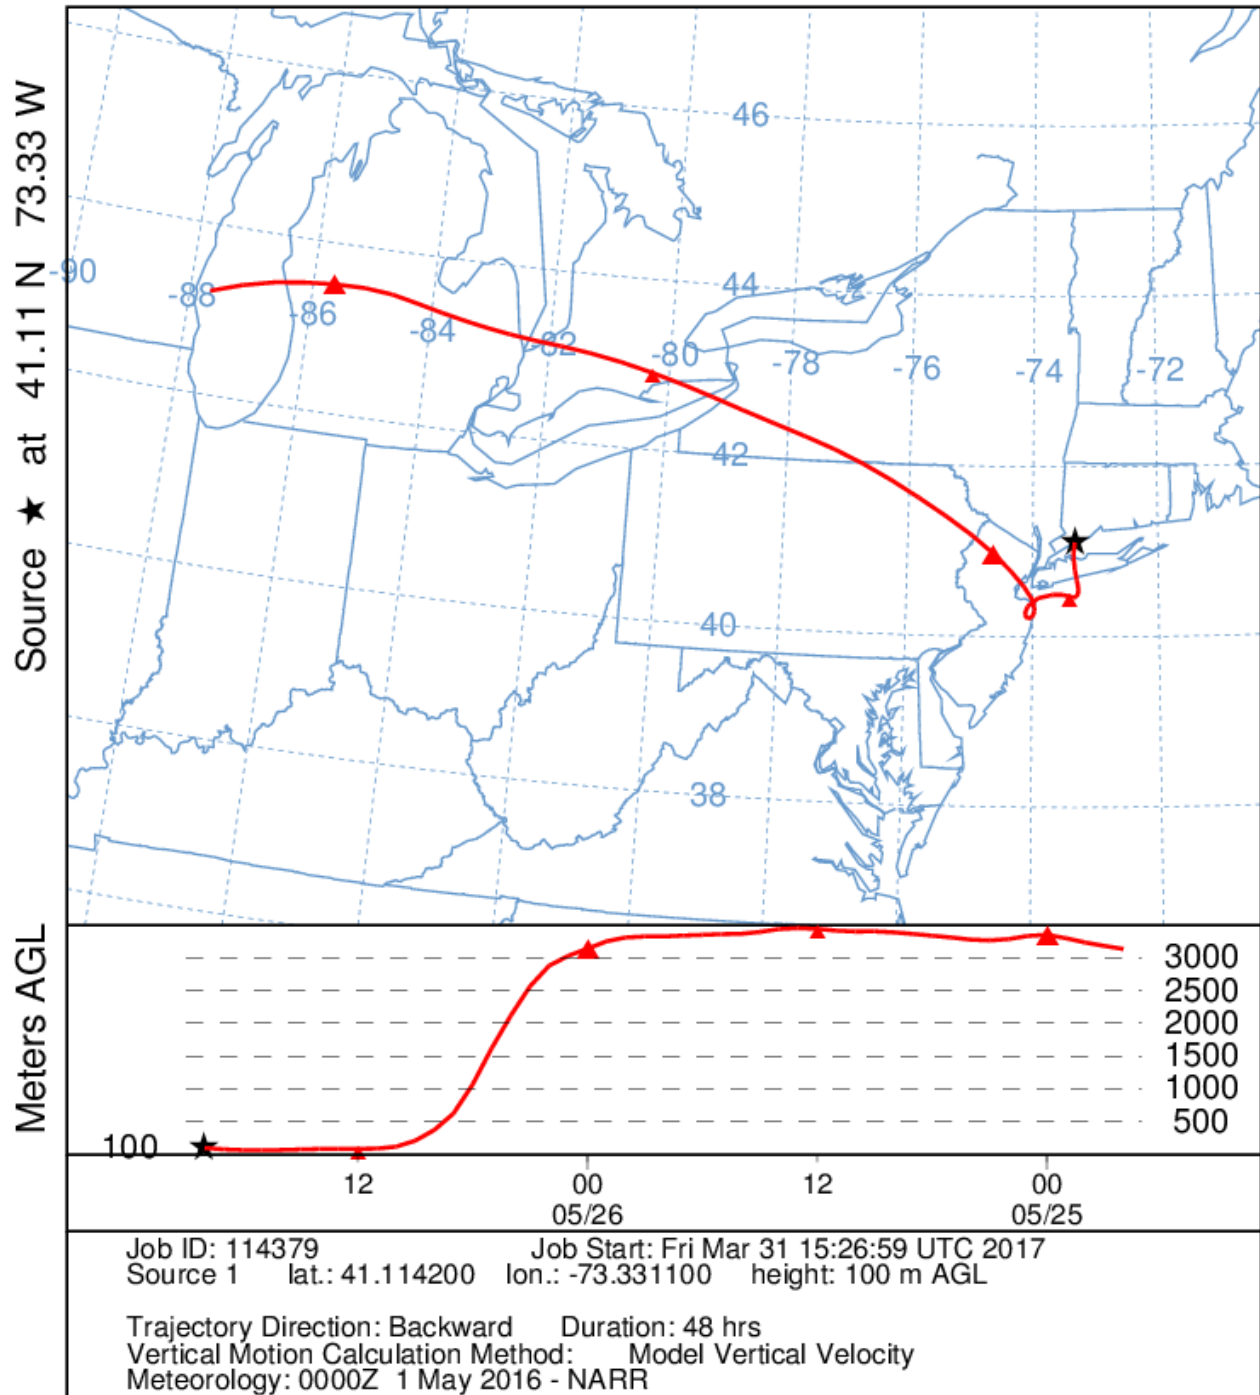 Source ★ at 41.11 N 73.33 W
46
-90
-88
44
-86
-84
-82
-80
-78
-76
-74
-72
42
40
38
Meters AGL
3000
2500
2000
1500
1000
500
100
12 00 12 00
05/26 05/25
Job ID: 114379 Job Start: Fri Mar 31 15:26:59 UTC 2017
Source 1 lat.: 41.114200 lon.: -73.331100 height: 100 m AGL
Trajectory Direction: Backward Duration: 48 hrs
Vertical Motion Calculation Method: Model Vertical Velocity
Meteorology: 0000Z 1 May 2016 - NARR